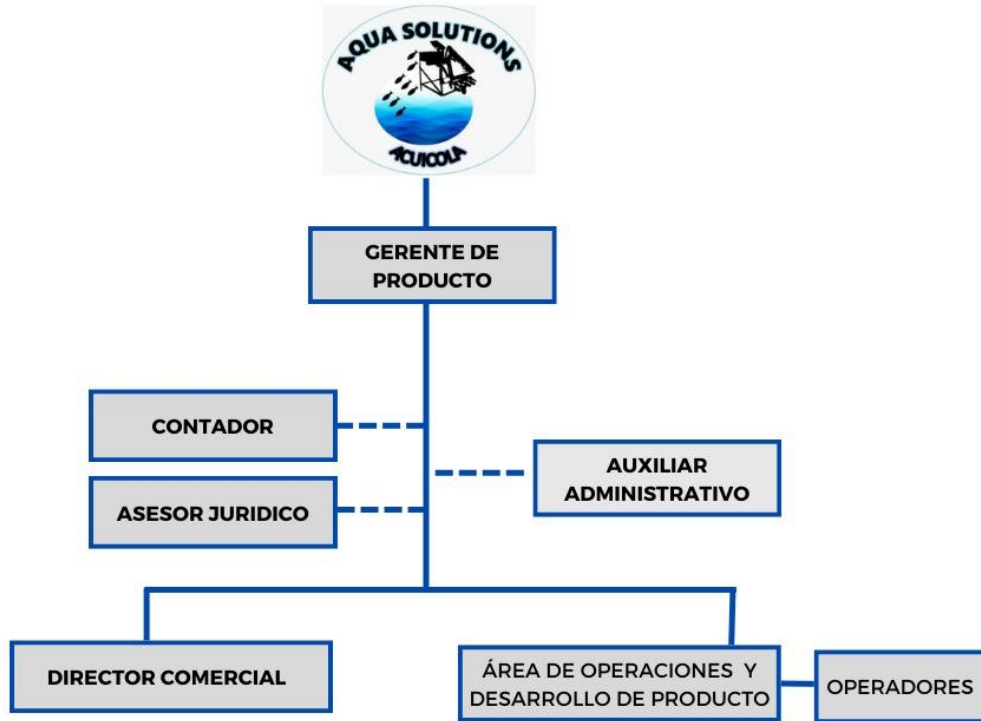 AQUA SOLUTIONS
ACUICOLA
GERENTE DE
PRODUCTO
CONTADOR
AUXILIAR
ADMINISTRATIVO
ASESOR JURIDICO
DIRECTOR COMERCIAL
ÁREA DE OPERACIONES Y
DESARROLLO DE PRODUCTO
OPERADORES